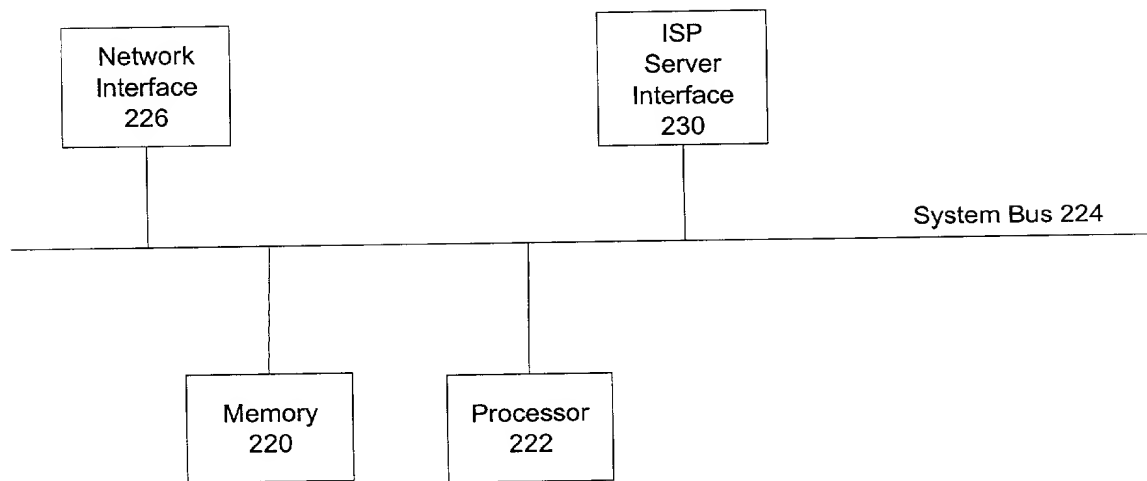 Network
Interface
226
ISP
Server
Interface
230
System Bus 224
Memory
220
Processor
222